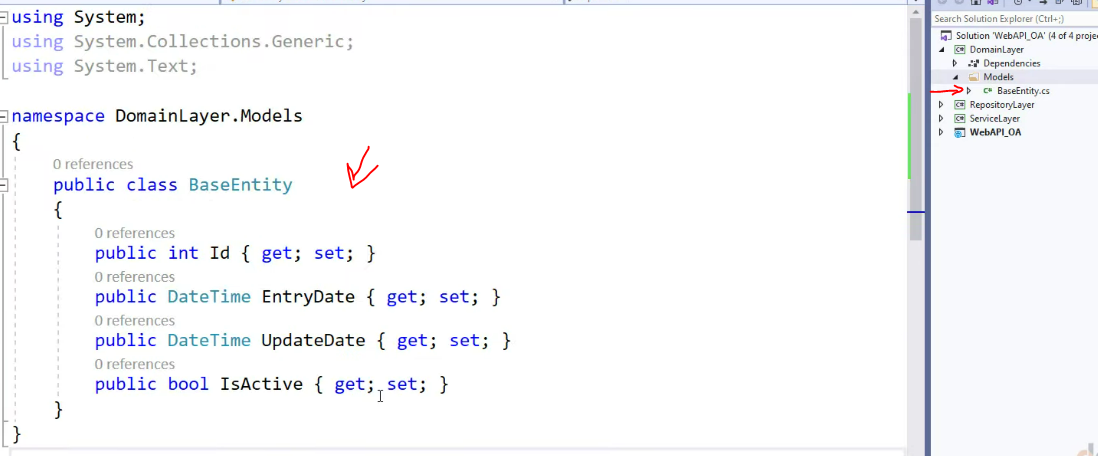 using System;
using System.Collections.Generic;
using System.Text;
namespace DomainLayer.Models
{
0 references
public class BaseEntity
{
0 references
public int Id { get; set; }
0 references
public DateTime EntryDate { get; set; }
0 references
public DateTime UpdateDate { get; set; }
0 references
public bool IsActive { get; set; }
}
}
Search Solution Explorer (Ctrl+;)
Solution 'WebAPI_OA' (4 of 4 proje
DomainLayer
Dependencies
Models
C# BaseEntity.cs
RepositoryLayer
ServiceLayer
WebAPI_OA